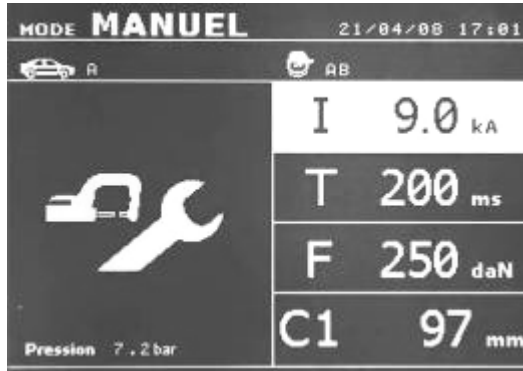 MODE MANUEL 21/04/08 17:01
A AB
I 9.0 kA
T 200 ms
F 250 daN
C1 97 mm
Pression 7.2 bar